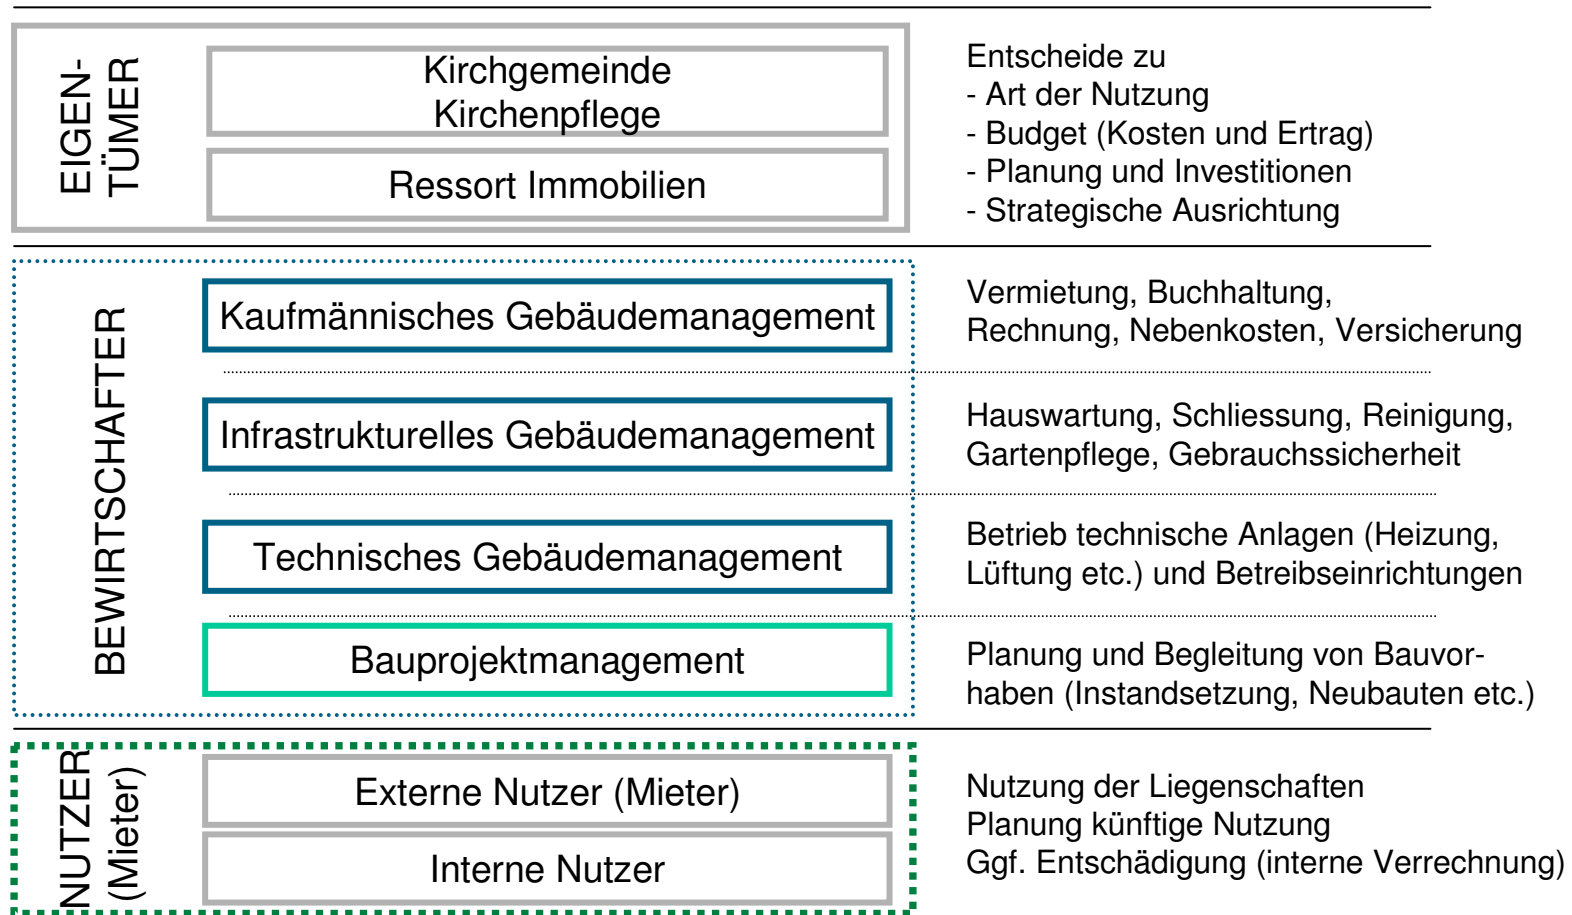 EIGEN-
TÜMER
Kirchgemeinde
Kirchenpflege
Ressort Immobilien
Entscheide zu
- Art der Nutzung
- Budget (Kosten und Ertrag)
- Planung und Investitionen
- Strategische Ausrichtung
BEWIRTSCHAFTER
Kaufmännisches Gebäudemanagement
Vermietung, Buchhaltung,
Rechnung, Nebenkosten, Versicherung
Infrastrukturelles Gebäudemanagement
Hauswartung, Schliessung, Reinigung,
Gartenpflege, Gebrauchssicherheit
Technisches Gebäudemanagement
Betrieb technische Anlagen (Heizung,
Lüftung etc.) und Betreibseinrichtungen
Bauprojektmanagement
Planung und Begleitung von Bauvor-
haben (Instandsetzung, Neubauten etc.)
NUTZER
(Mieter)
Externe Nutzer (Mieter)
Interne Nutzer
Nutzung der Liegenschaften
Planung künftige Nutzung
Ggf. Entschädigung (interne Verrechnung)